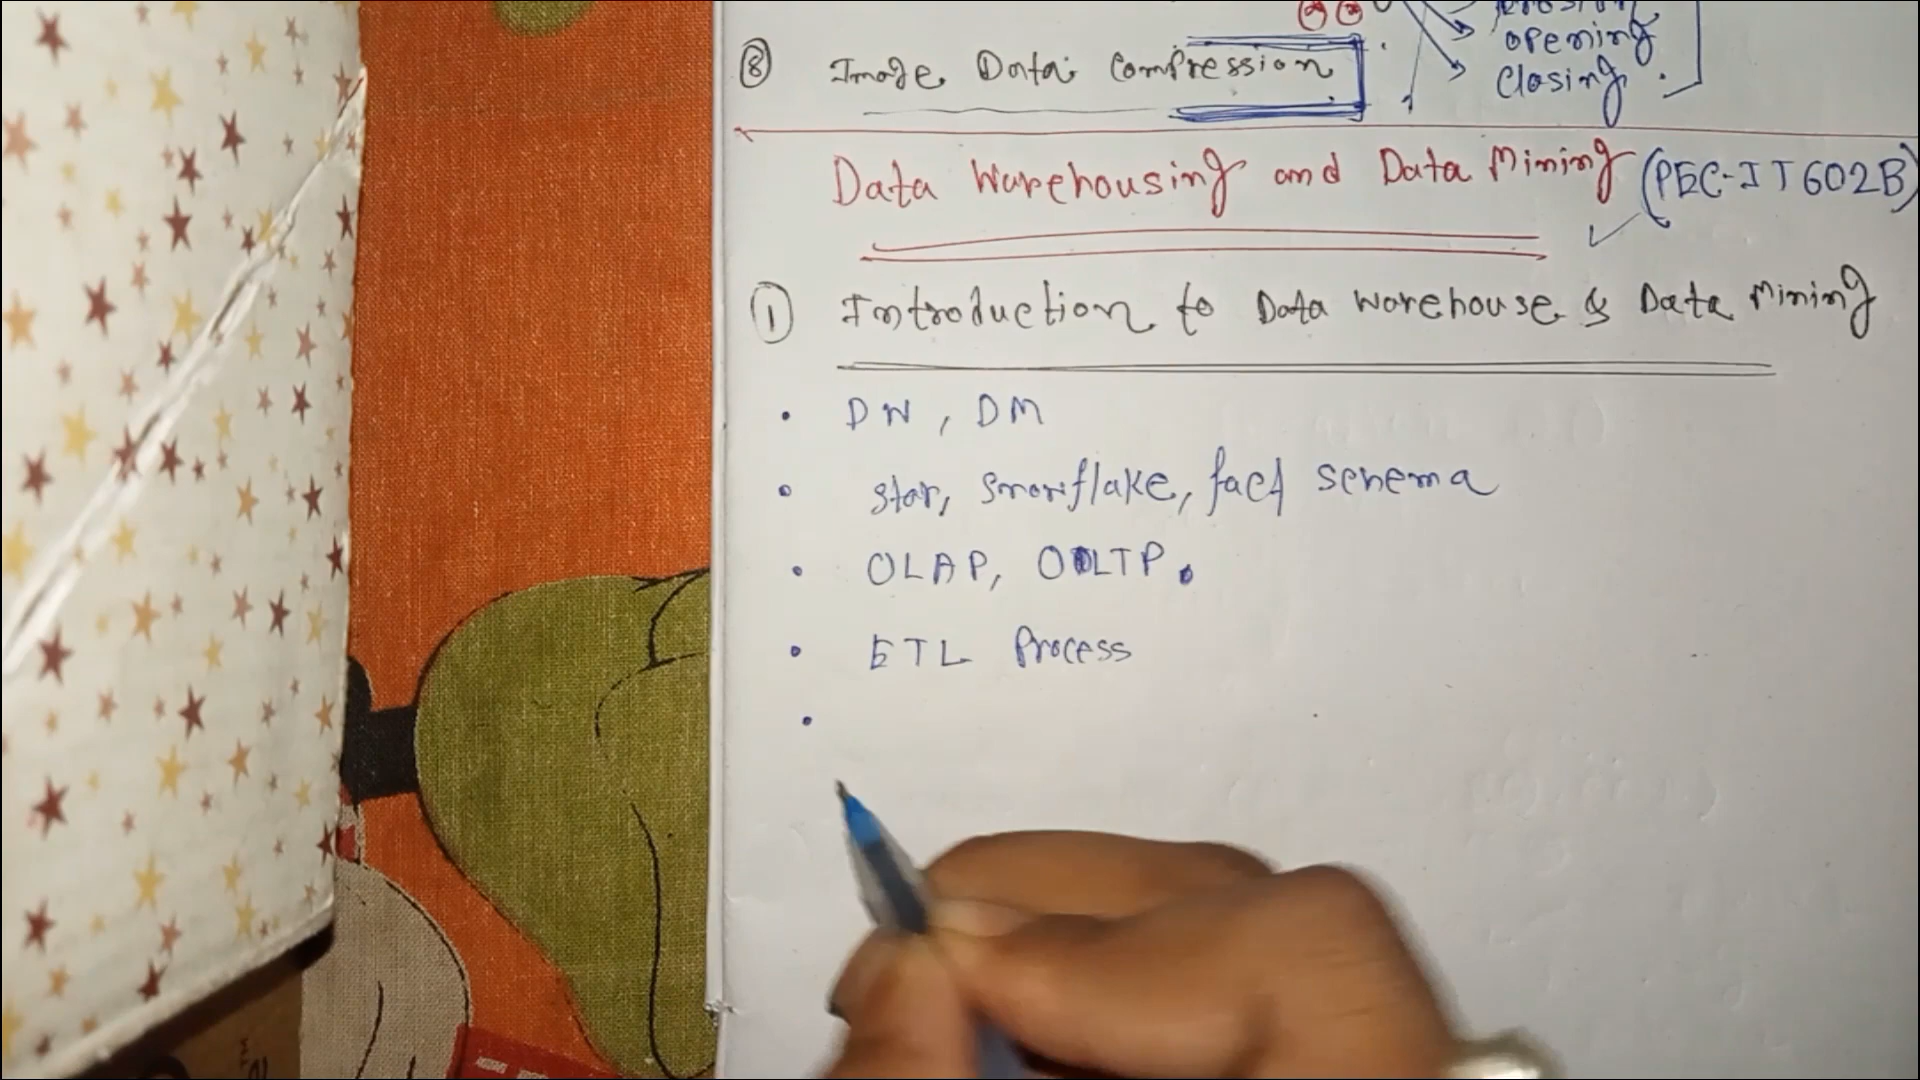 opening
⑧ Image Data Compression
Closing
Data Warehousing and Data Mining (PEC-IT602B)
① Introduction to Data Warehouse & Data Mining
• DW, DM
• Star, Snowflake, fact schema
• OLAP, OLTP.
• ETL Process
•